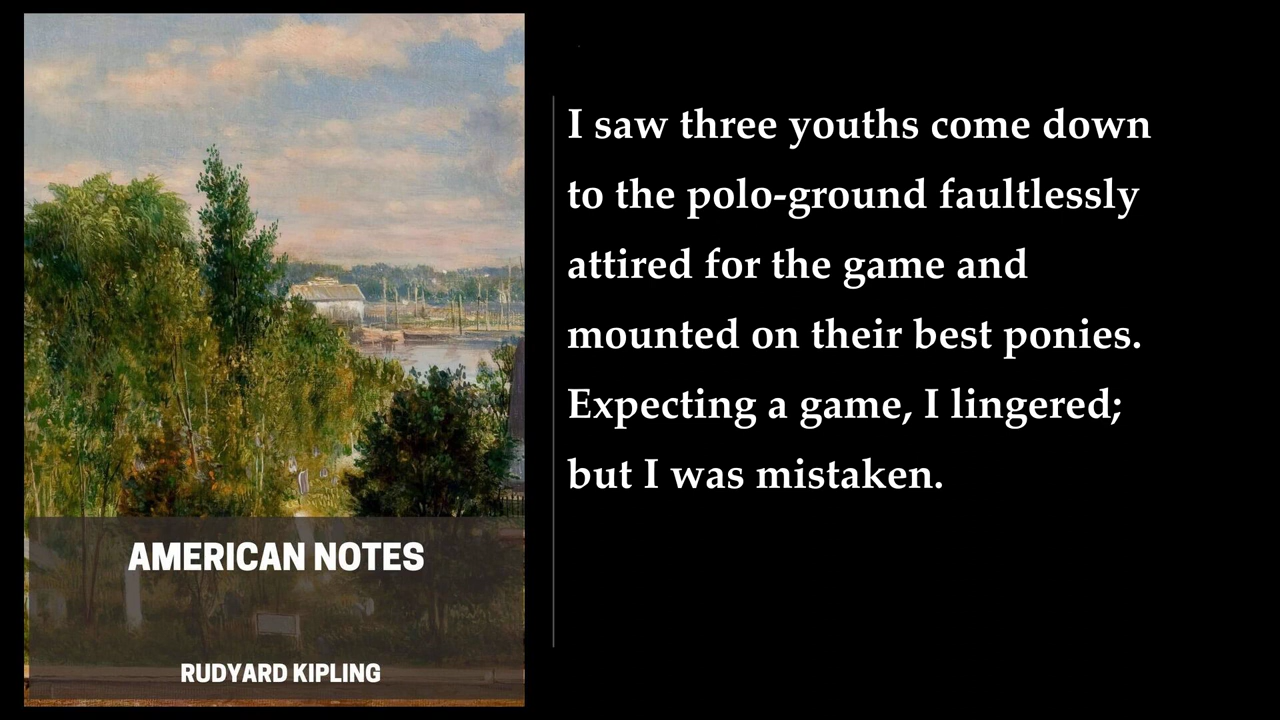 AMERICAN NOTES
RUDYARD KIPLING
I saw three youths come down
to the polo-ground faultlessly
attired for the game and
mounted on their best ponies.
Expecting a game, I lingered;
but I was mistaken.